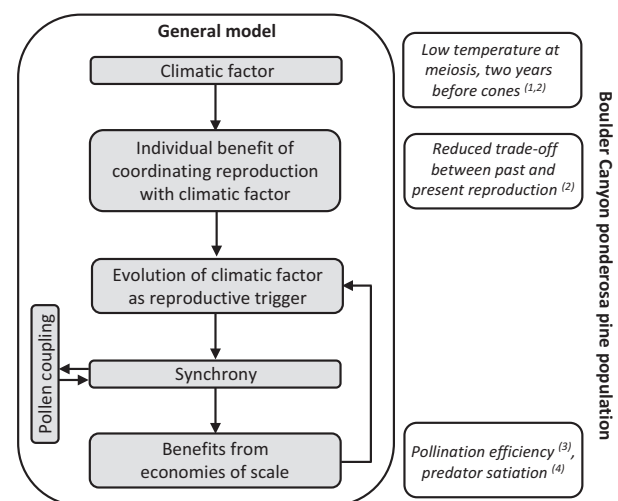 General model
Climatic factor
Individual benefit of
coordinating reproduction
with climatic factor
Evolution of climatic factor
as reproductive trigger
Pollen coupling
Synchrony
Benefits from
economies of scale
Low temperature at
meiosis, two years
before cones (1,2)
Reduced trade-off
between past and
present reproduction (2)
Pollination efficiency (3),
predator satiation (4)
Boulder Canyon ponderosa pine population